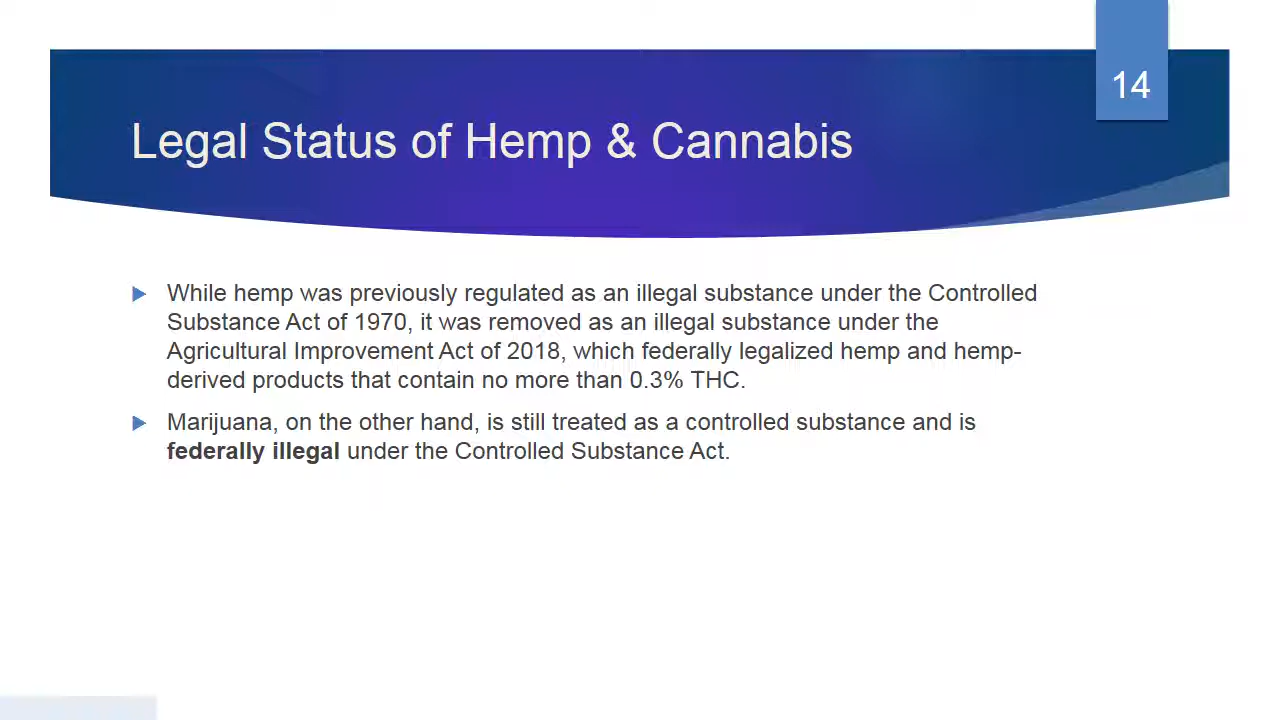 14
Legal Status of Hemp & Cannabis
While hemp was previously regulated as an illegal substance under the Controlled
Substance Act of 1970, it was removed as an illegal substance under the
Agricultural Improvement Act of 2018, which federally legalized hemp and hemp-
derived products that contain no more than 0.3% THC.
Marijuana, on the other hand, is still treated as a controlled substance and is
federally illegal under the Controlled Substance Act.